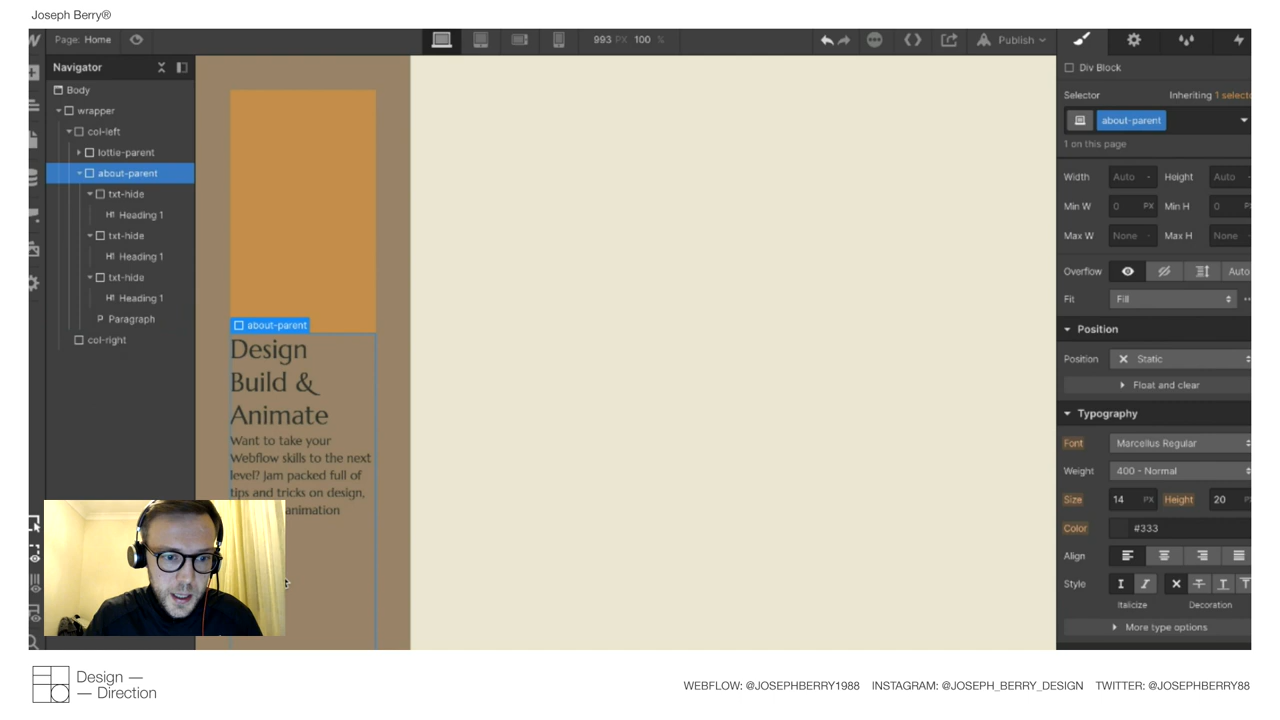 Joseph Berry®
Page: Home
993 PX 100 %
Publish
Navigator
Body
wrapper
col-left
lottie-parent
about-parent
txt-hide
H1 Heading 1
txt-hide
H1 Heading 1
txt-hide
H1 Heading 1
P Paragraph
col-right
about-parent
Design
Build &
Animate
Want to take your
Webflow skills to the next
level? Jam packed full of
tips and tricks on design,
animation
Div Block
Selector
Inheriting 1 selecto
about-parent
1 on this page
Width Auto - Height Auto
Min W 0 PX Min H 0 P
Max W None - Max H None
Overflow Auto
Fit Fill
Position
Position Static
Float and clear
Typography
Font Marcellus Regular
Weight 400 - Normal
Size 14 PX Height 20 P
Color #333
Align
Style
Italicize Decoration
More type options
Design —
— Direction
WEBFLOW: @JOSEPHBERRY1988 INSTAGRAM: @JOSEPH_BERRY_DESIGN TWITTER: @JOSEPHBERRY88